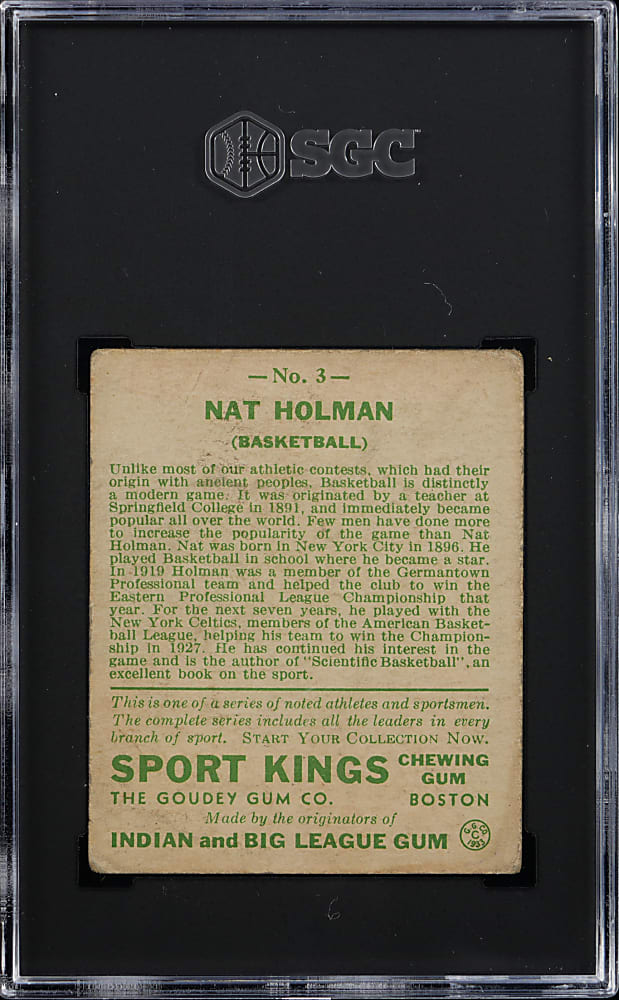 SGC
—No. 3—
NAT HOLMAN
(BASKETBALL)
Unlike most of our athletic contests, which had their
origin with ancient peoples, Basketball is distinctly
a modern game. It was originated by a teacher at
Springfield College in 1891, and immediately became
popular all over the world. Few men have done more
to increase the popularity of the game than Nat
Holman. Nat was born in New York City in 1896. He
played Basketball in school where he became a star.
In 1919 Holman was a member of the Germantown
Professional team and helped the club to win the
Eastern Professional League Championship that
year. For the next seven years, he played with the
New York Celtics, members of the American Basket-
ball League, helping his team to win the Champion-
ship in 1927. He has continued his interest in the
game and is the author of "Scientific Basketball", an
excellent book on the sport.
This is one of a series of noted athletes and sportsmen.
The complete series includes all the leaders in every
branch of sport. START YOUR COLLECTION NOW.
SPORT KINGS CHEWING GUM
THE GOUDEY GUM CO. BOSTON
Made by the originators of
INDIAN and BIG LEAGUE GUM
G. G. CO. C 1933